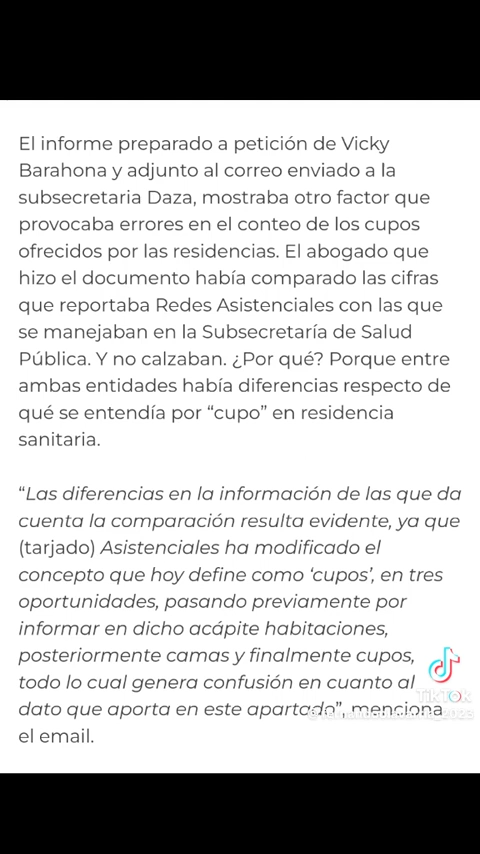 El informe preparado a petición de Vicky
Barahona y adjunto al correo enviado a la
subsecretaria Daza, mostraba otro factor que
provocaba errores en el conteo de los cupos
ofrecidos por las residencias. El abogado que
hizo el documento había comparado las cifras
que reportaba Redes Asistenciales con las que
se manejaban en la Subsecretaría de Salud
Pública. Y no calzaban. ¿Por qué? Porque entre
ambas entidades había diferencias respecto de
qué se entendía por “cupo” en residencia
sanitaria.
“Las diferencias en la información de las que da
cuenta la comparación resulta evidente, ya que
(tarjado) Asistenciales ha modificado el
concepto que hoy define como ‘cupos’, en tres
oportunidades, pasando previamente por
informar en dicho acápite habitaciones,
posteriormente camas y finalmente cupos,
todo lo cual genera confusión en cuanto al
dato que aporta en este apartado”, menciona
el email.
TikTok